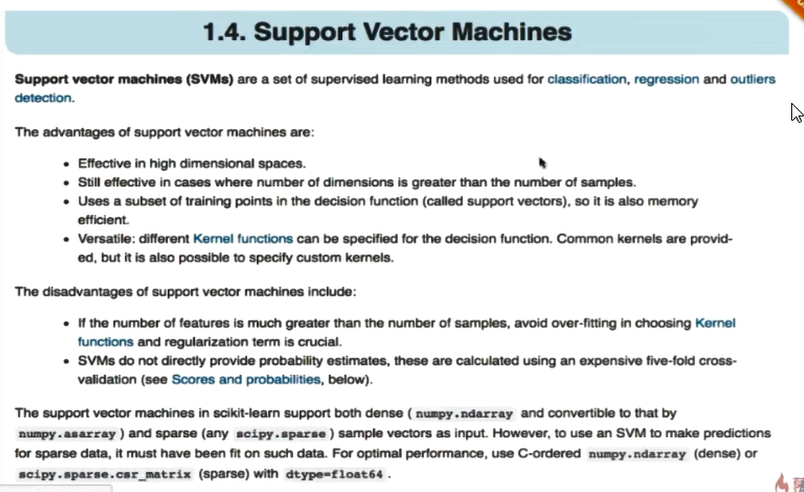 1.4. Support Vector Machines
Support vector machines (SVMs) are a set of supervised learning methods used for classification, regression and outliers
detection.
The advantages of support vector machines are:
• Effective in high dimensional spaces.
• Still effective in cases where number of dimensions is greater than the number of samples.
• Uses a subset of training points in the decision function (called support vectors), so it is also memory
efficient.
• Versatile: different Kernel functions can be specified for the decision function. Common kernels are provid-
ed, but it is also possible to specify custom kernels.
The disadvantages of support vector machines include:
• If the number of features is much greater than the number of samples, avoid over-fitting in choosing Kernel
functions and regularization term is crucial.
• SVMs do not directly provide probability estimates, these are calculated using an expensive five-fold cross-
validation (see Scores and probabilities, below).
The support vector machines in scikit-learn support both dense ( numpy.ndarray and convertible to that by
numpy.asarray ) and sparse (any scipy.sparse ) sample vectors as input. However, to use an SVM to make predictions
for sparse data, it must have been fit on such data. For optimal performance, use C-ordered numpy.ndarray (dense) or
scipy.sparse.csr_matrix (sparse) with dtype=float64 .